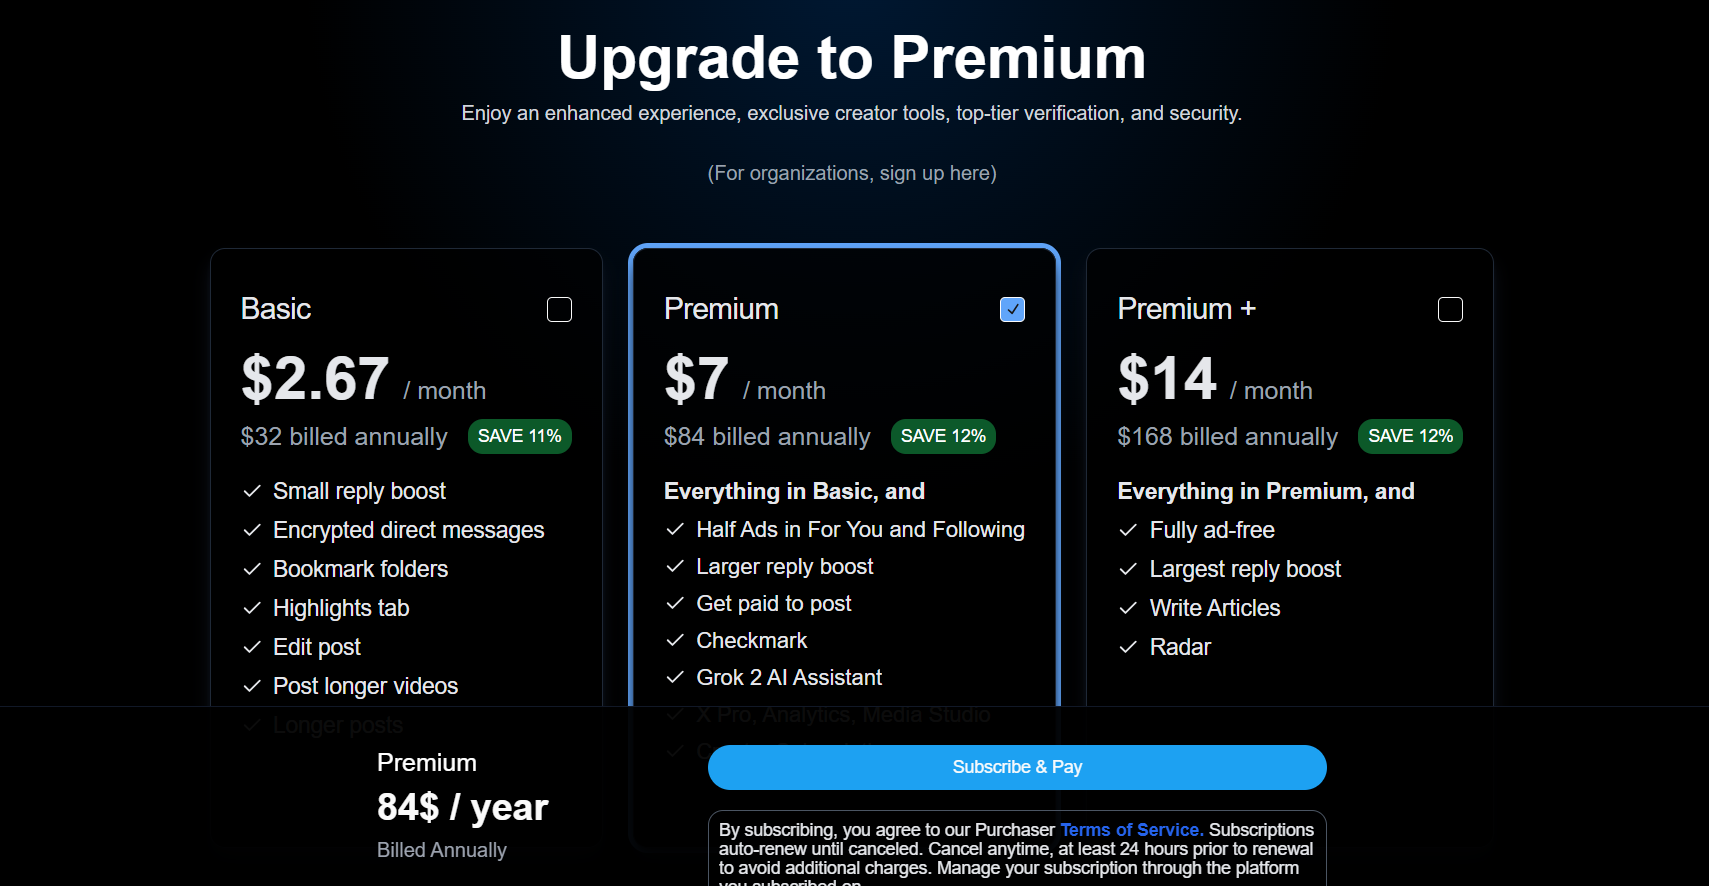 Upgrade to Premium
Enjoy an enhanced experience, exclusive creator tools, top-tier verification, and security.
(For organizations, sign up here)
Basic
$2.67 / month
$32 billed annually SAVE 11%
Small reply boost
Encrypted direct messages
Bookmark folders
Highlights tab
Edit post
Post longer videos
Longer posts
Premium
$7 / month
$84 billed annually SAVE 12%
Everything in Basic, and
Half Ads in For You and Following
Larger reply boost
Get paid to post
Checkmark
Grok 2 AI Assistant
X Pro, Analytics, Media Studio
Premium +
$14 / month
$168 billed annually SAVE 12%
Everything in Premium, and
Fully ad-free
Largest reply boost
Write Articles
Radar
Premium
84$ / year
Billed Annually
Subscribe & Pay
By subscribing, you agree to our Purchaser Terms of Service. Subscriptions
auto-renew until canceled. Cancel anytime, at least 24 hours prior to renewal
to avoid additional charges. Manage your subscription through the platform
you subscribed on